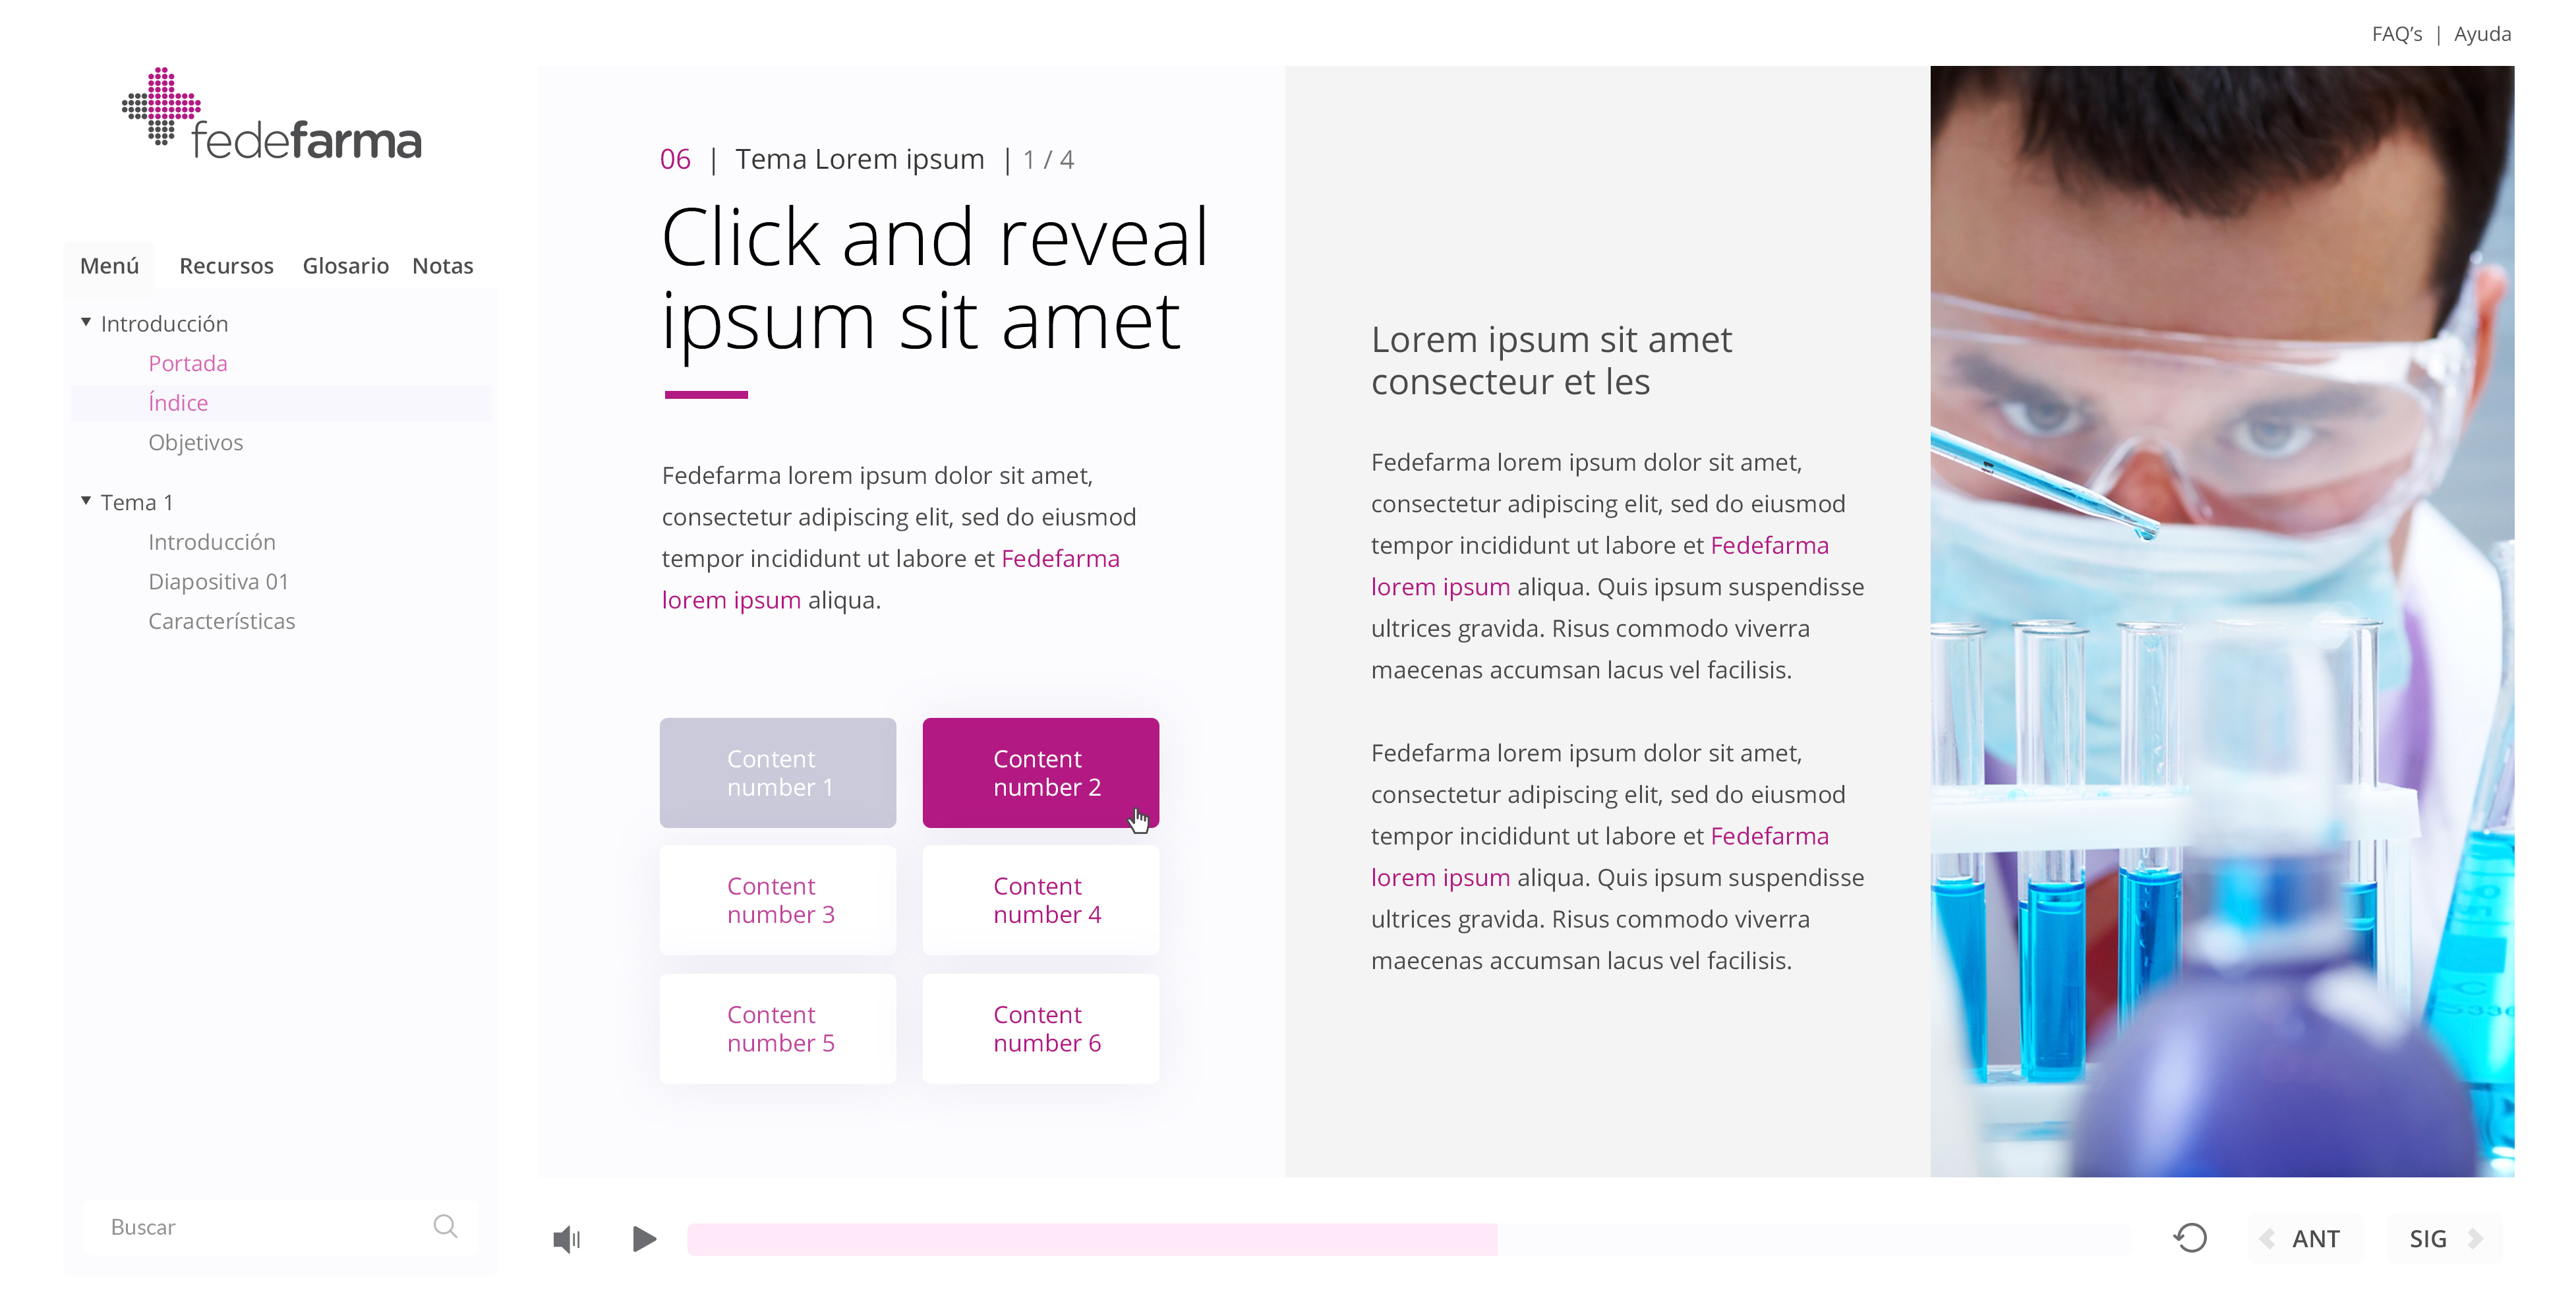 FAQ’s | Ayuda
fedefarma
Menú Recursos Glosario Notas
Introducción
Portada
Índice
Objetivos
Tema 1
Introducción
Diapositiva 01
Características
Buscar
06 | Tema Lorem ipsum | 1 / 4
Click and reveal
ipsum sit amet
Fedefarma lorem ipsum dolor sit amet,
consectetur adipiscing elit, sed do eiusmod
tempor incididunt ut labore et Fedefarma
lorem ipsum aliqua.
Content
number 1
Content
number 2
Content
number 3
Content
number 4
Content
number 5
Content
number 6
Lorem ipsum sit amet
consecteur et les
Fedefarma lorem ipsum dolor sit amet,
consectetur adipiscing elit, sed do eiusmod
tempor incididunt ut labore et Fedefarma
lorem ipsum aliqua. Quis ipsum suspendisse
ultrices gravida. Risus commodo viverra
maecenas accumsan lacus vel facilisis.
Fedefarma lorem ipsum dolor sit amet,
consectetur adipiscing elit, sed do eiusmod
tempor incididunt ut labore et Fedefarma
lorem ipsum aliqua. Quis ipsum suspendisse
ultrices gravida. Risus commodo viverra
maecenas accumsan lacus vel facilisis.
ANT
SIG